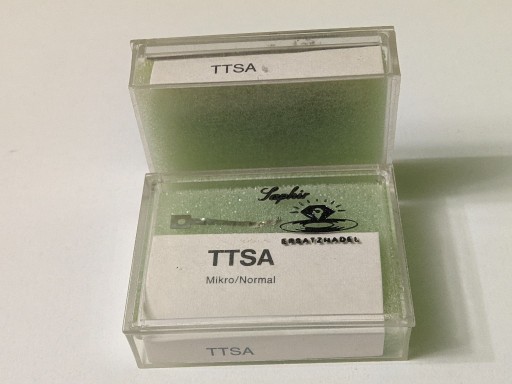 TTSA
Saphir
ERSATZNADEL
TTSA
Mikro/Normal
TTSA